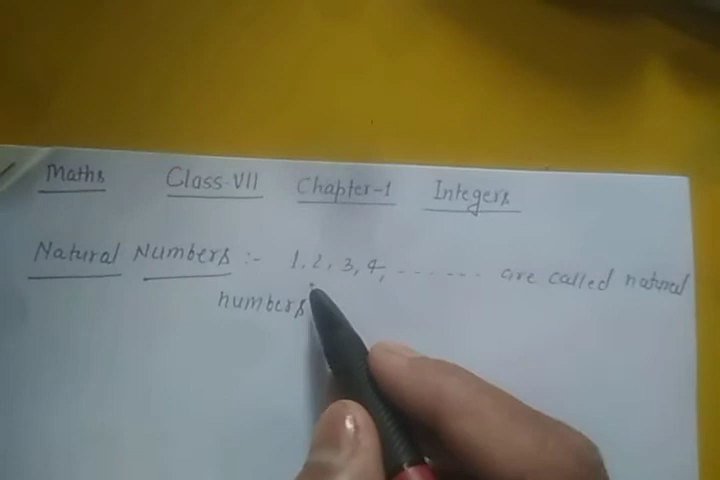 Maths Class-VII Chapter-1 Integers
Natural Numbers :- 1, 2, 3, 4, ....... are called natural
numbers